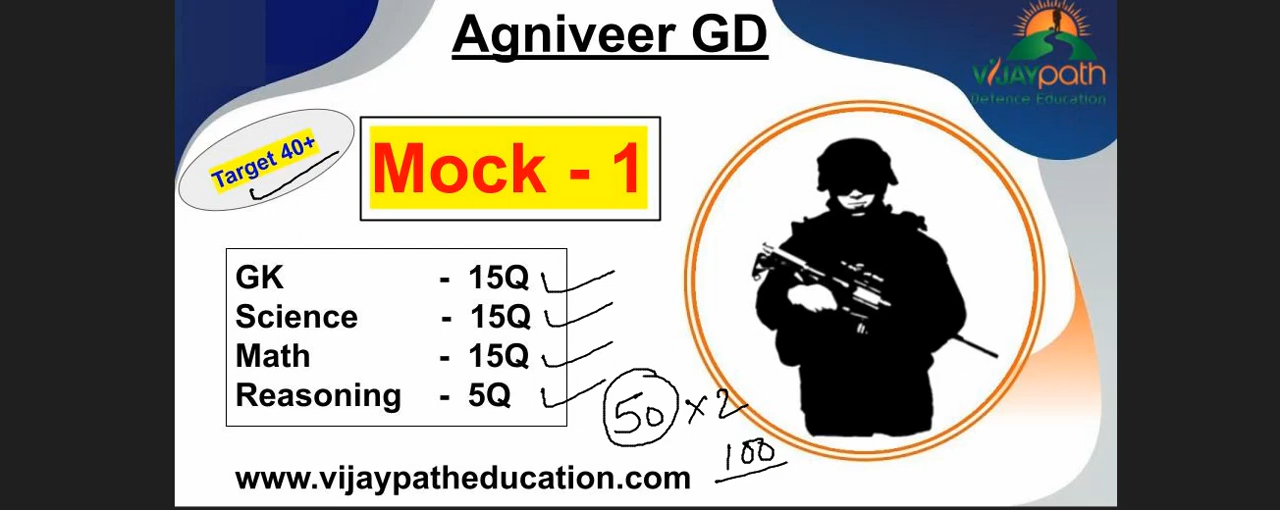 Agniveer GD
VIJAYpath
Defence Education
Target 40+
Mock - 1
GK - 15Q
Science - 15Q
Math - 15Q
Reasoning - 5Q
50 × 2
100
www.vijaypatheducation.com